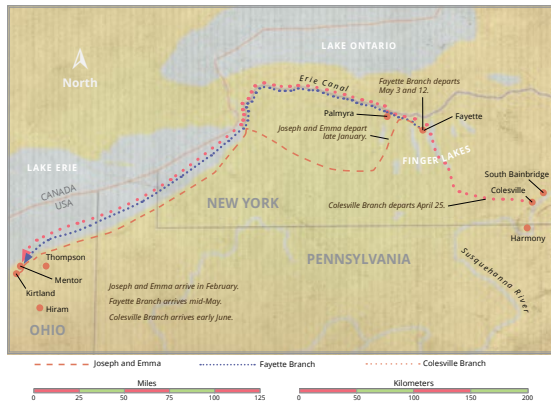 LAKE ONTARIO
North
Erie Canal
Fayette Branch departs
May 3 and 12.
Palmyra
Fayette
Joseph and Emma depart
late January.
FINGER LAKES
LAKE ERIE
South Bainbridge
Colesville
CANADA
USA
NEW YORK
Colesville Branch departs April 25.
Harmony
Thompson
PENNSYLVANIA
Susquehanna River
Mentor
Joseph and Emma arrive in February.
Kirtland
Fayette Branch arrives mid-May.
Hiram
Colesville Branch arrives early June.
OHIO
Joseph and Emma
Fayette Branch
Colesville Branch
Miles
Kilometers
0 25 50 75 100 125
0 50 100 150 200